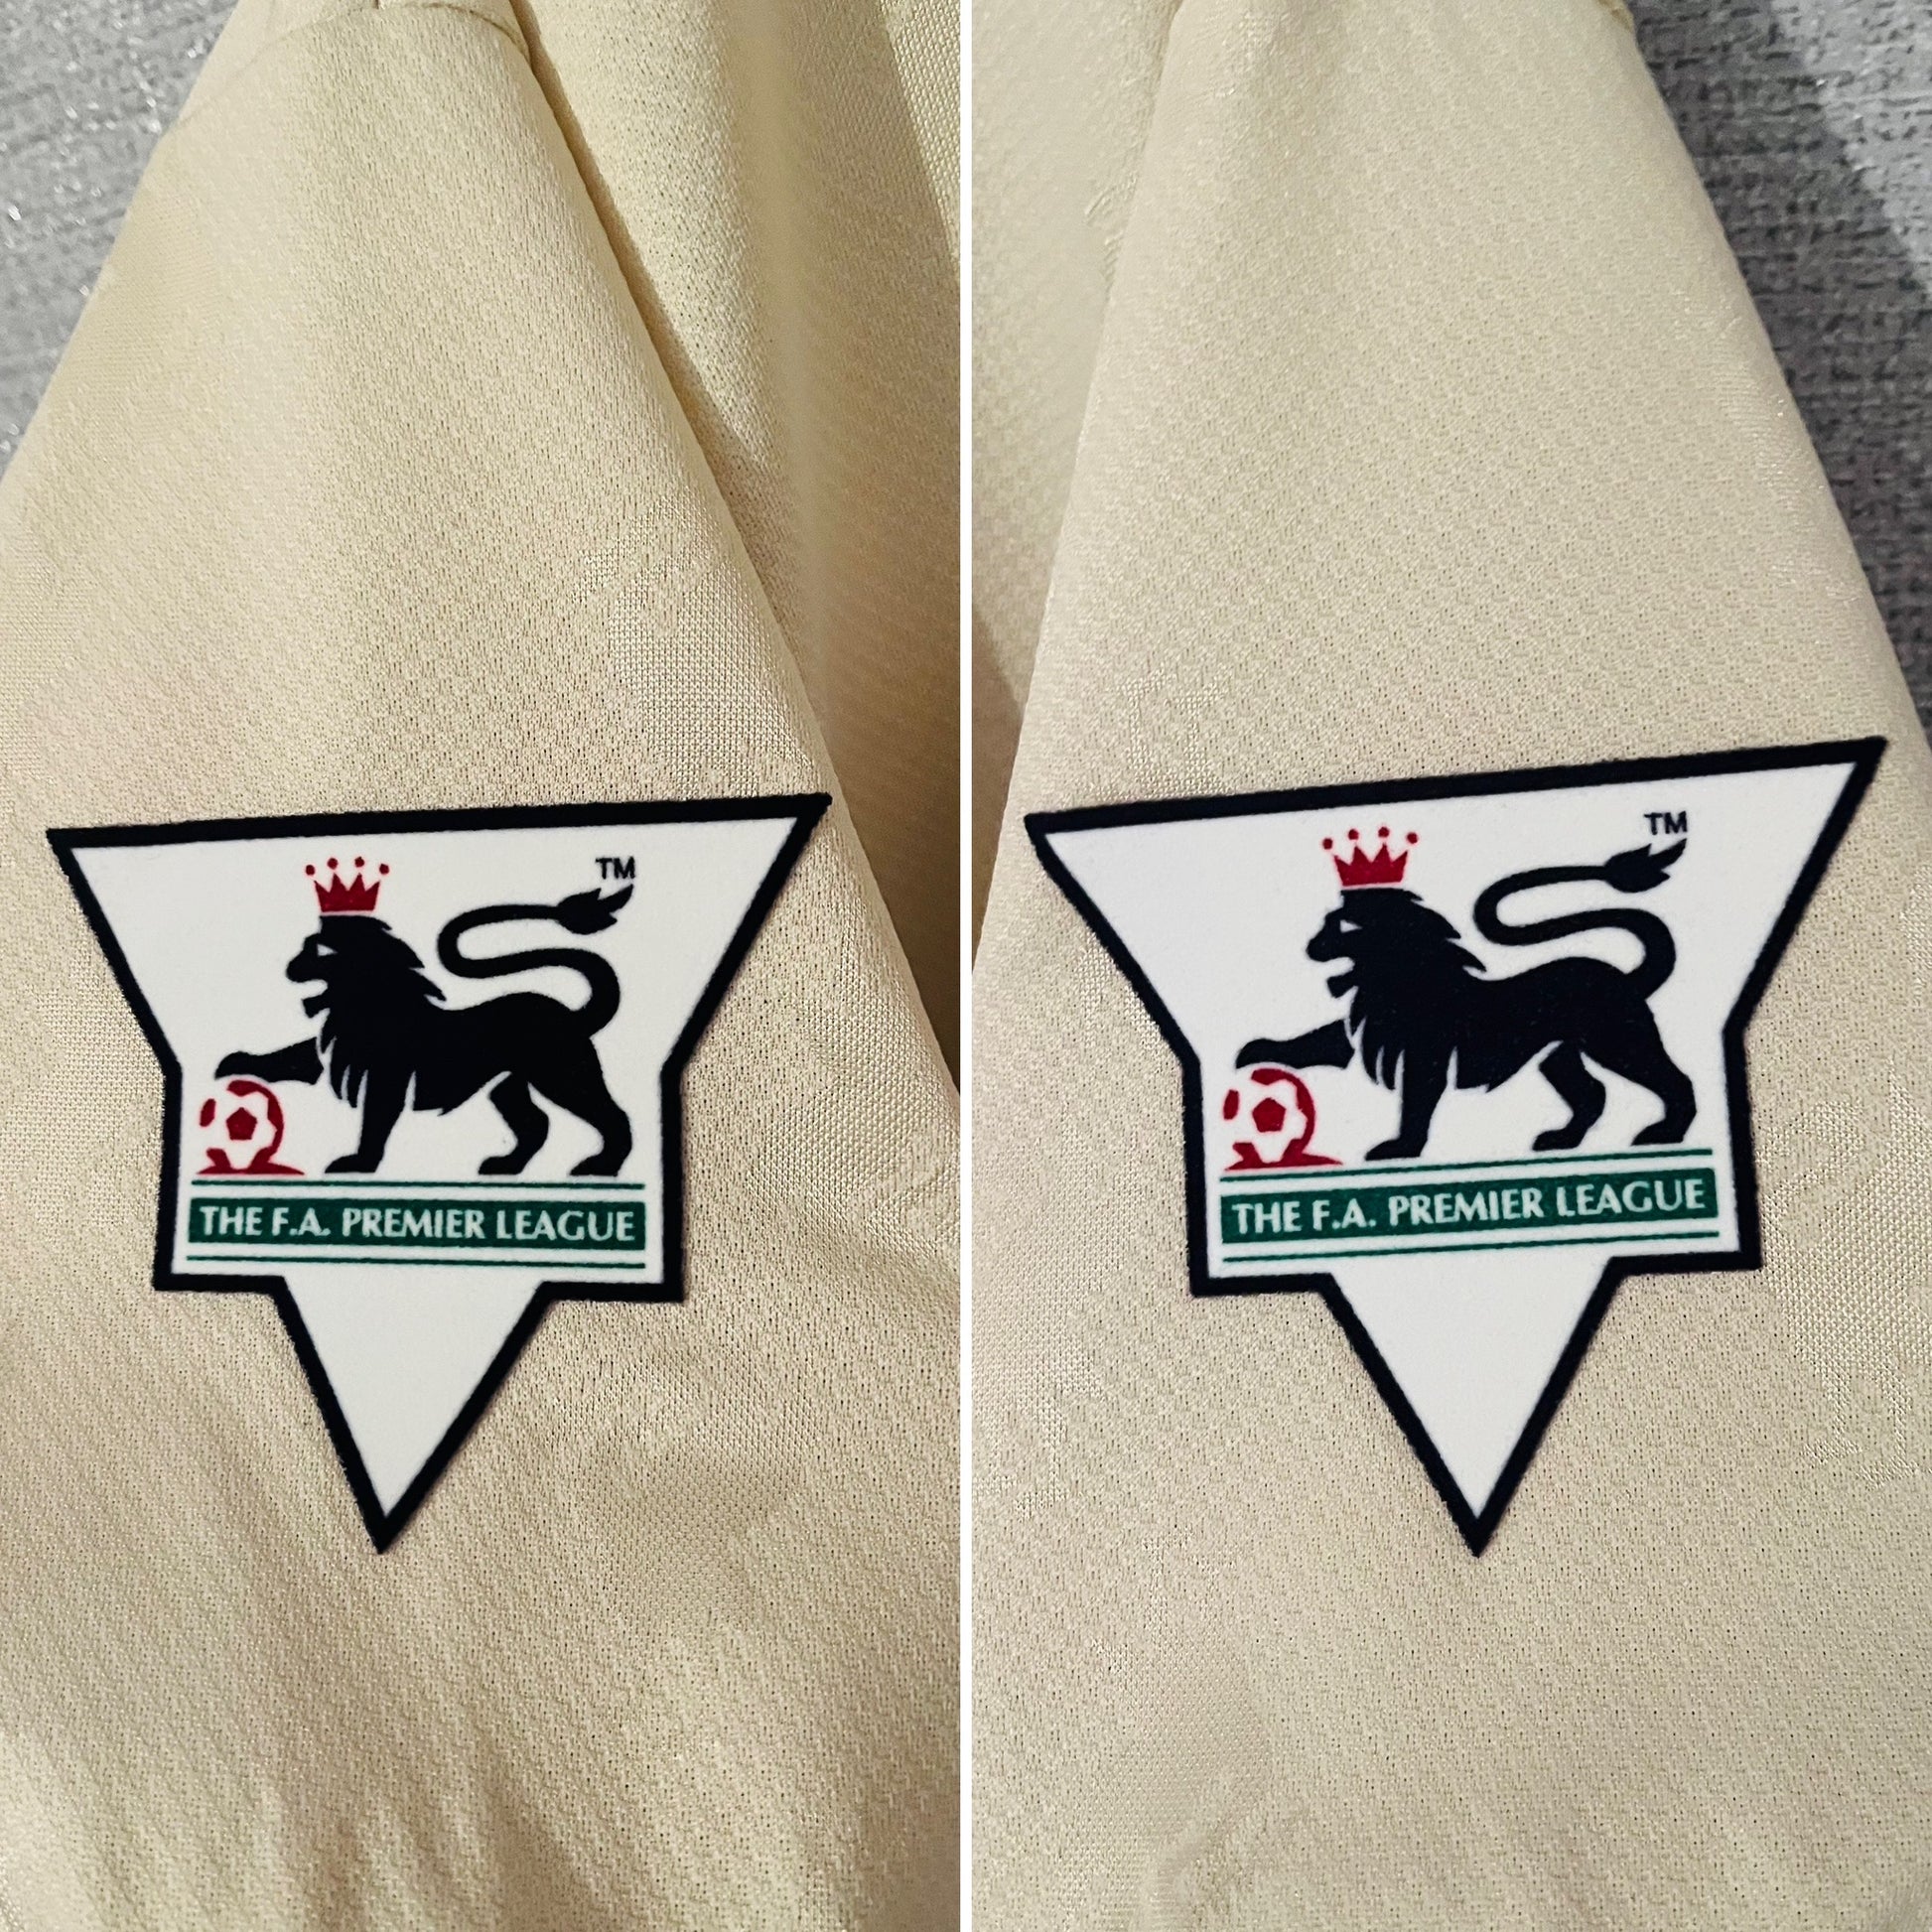 TM
THE F.A. PREMIER LEAGUE
TM
THE F.A. PREMIER LEAGUE